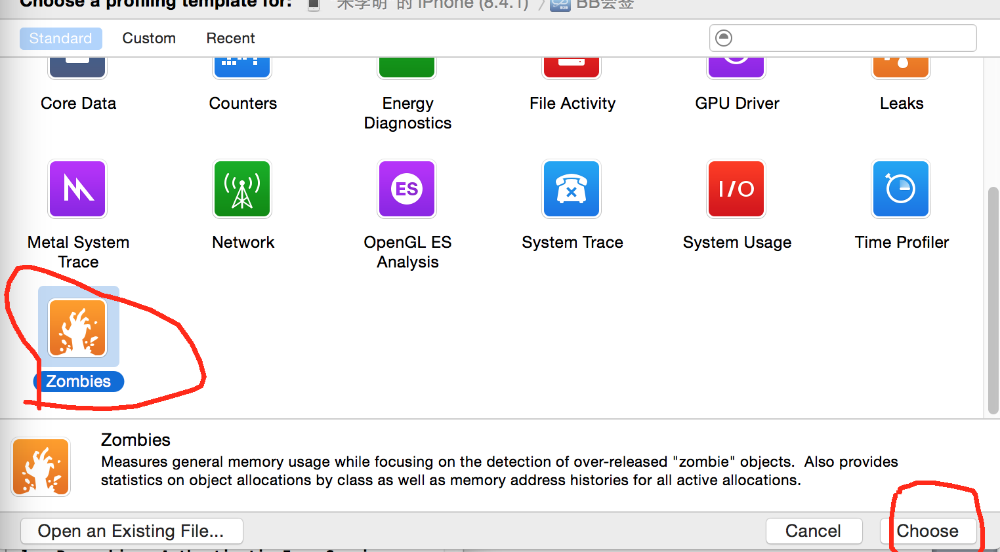 Choose a profiling template for:
的 iPhone (8.4.1)
BB会签
Standard
Custom
Recent
Core Data
Counters
Energy
Diagnostics
File Activity
GPU Driver
Leaks
Metal System
Trace
Network
ES
OpenGL ES
Analysis
System Trace
I/O
System Usage
Time Profiler
Zombies
Zombies
Measures general memory usage while focusing on the detection of over-released "zombie" objects. Also provides
statistics on object allocations by class as well as memory address histories for all active allocations.
Open an Existing File...
Cancel
Choose